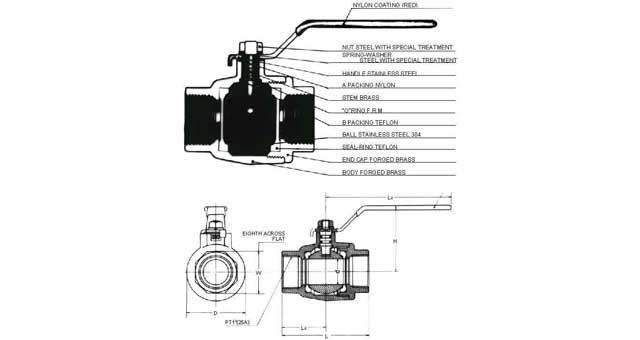 NYLON COATING (RED)
NUT STEEL WITH SPECIAL TREATMENT
SPRING-WASHER
STEEL WITH SPECIAL TREATMENT
HANDLE STAINLESS STEEL
A PACKING NYLON
STEM BRASS
"O"RING F.R.M
B PACKING TEFLON
BALL STAINLESS STEEL 304
SEAL-RING TEFLON
END CAP FORGED BRASS
BODY FORGED BRASS
EIGHTH ACROSS
FLAT
W
H
d
D
L
PT1"(25A)